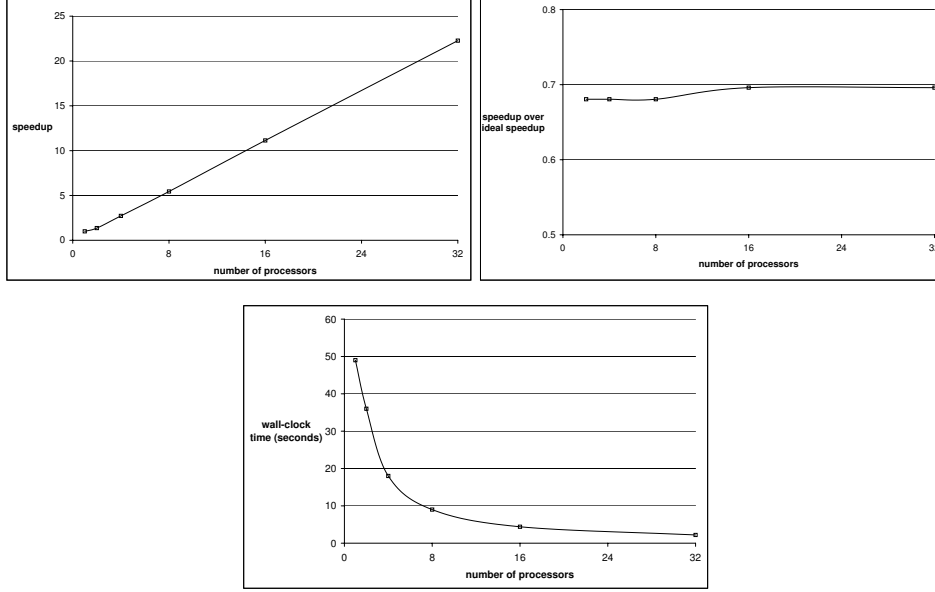 25
20
15
10
5
0
speedup
0 8 16 24 32
number of processors
0.8
0.7
0.6
0.5
speedup over
ideal speedup
0 8 16 24
number of processors
60
50
40
30
20
10
0
wall-clock
time (seconds)
0 8 16 24 32
number of processors